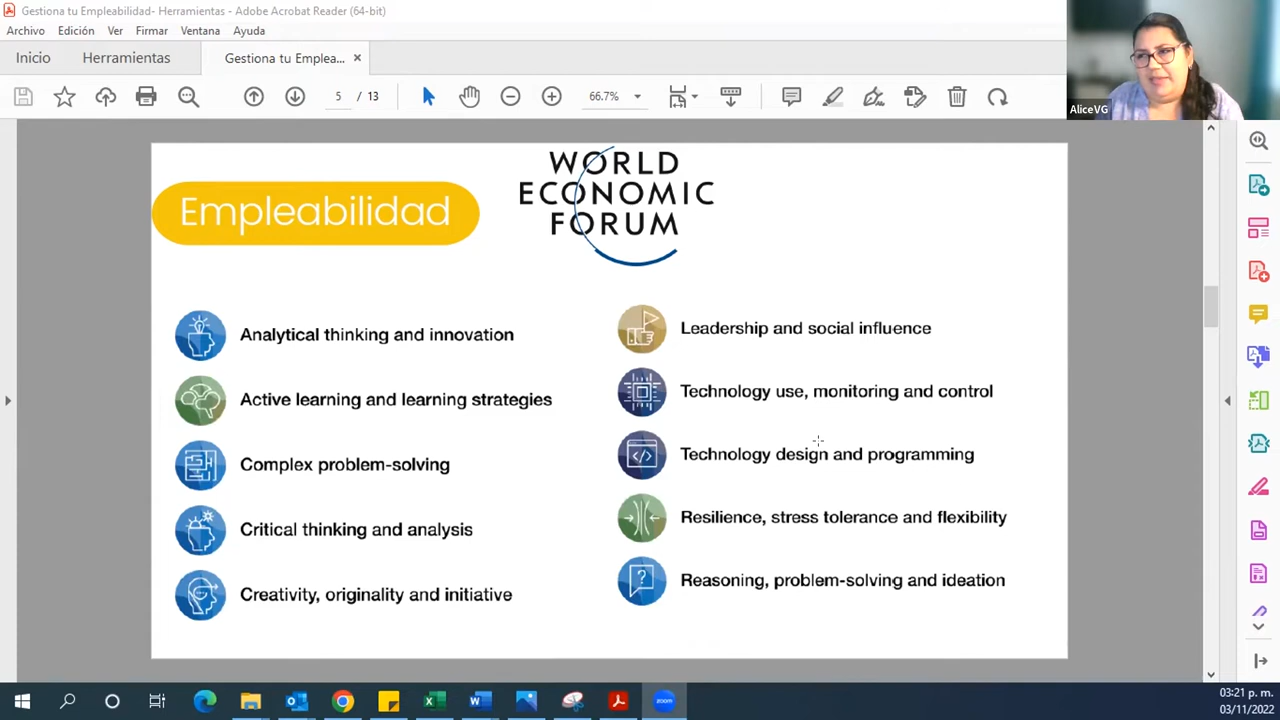 Gestiona tu Empleabilidad- Herramientas - Adobe Acrobat Reader (64-bit)
Archivo Edición Ver Firmar Ventana Ayuda
Inicio Herramientas Gestiona tu Emplea... ×
5 / 13 66.7%
AliceVG
Empleabilidad
WORLD
ECONOMIC
FORUM
Analytical thinking and innovation
Active learning and learning strategies
Complex problem-solving
Critical thinking and analysis
Creativity, originality and initiative
Leadership and social influence
Technology use, monitoring and control
Technology design and programming
Resilience, stress tolerance and flexibility
?
Reasoning, problem-solving and ideation
zoom
03:21 p. m.
03/11/2022